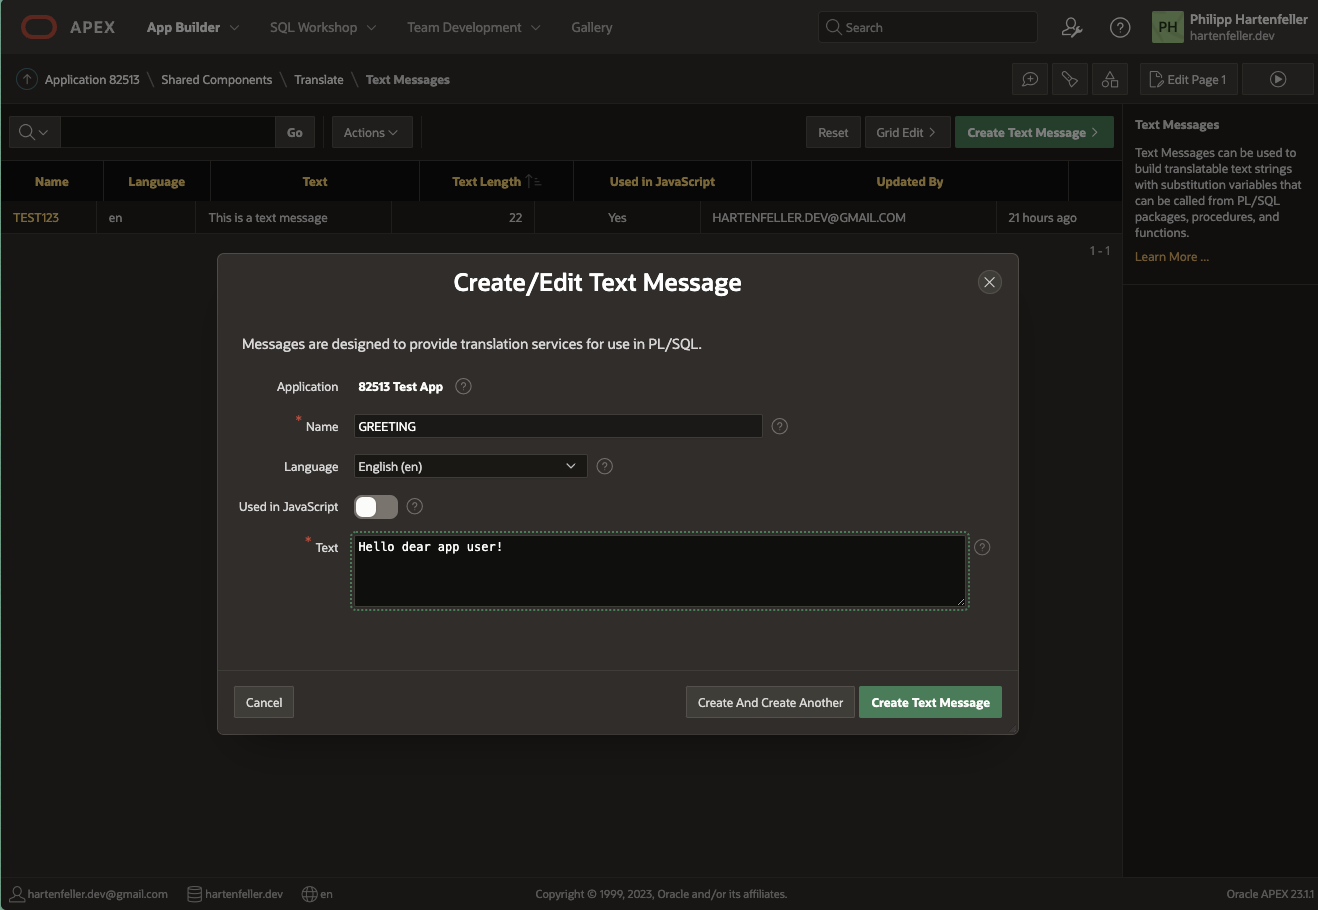 APEX App Builder SQL Workshop Team Development Gallery Search PH Philipp Hartenfeller
hartenfeller.dev
Application 82513 \ Shared Components \ Translate \ Text Messages Edit Page 1
Go Actions Reset Grid Edit > Create Text Message >
Name Language Text Text Length Used in JavaScript Updated By
TEST123 en This is a text message 22 Yes HARTENFELLER.DEV@GMAIL.COM 21 hours ago
1 - 1
Text Messages
Text Messages can be used to
build translatable text strings
with substitution variables that
can be called from PL/SQL
packages, procedures, and
functions.
Learn More ...
Create/Edit Text Message
Messages are designed to provide translation services for use in PL/SQL.
Application 82513 Test App ?
* Name GREETING ?
Language English (en) ?
Used in JavaScript ?
* Text Hello dear app user! ?
Cancel Create And Create Another Create Text Message
hartenfeller.dev@gmail.com hartenfeller.dev en Copyright © 1999, 2023, Oracle and/or its affiliates. Oracle APEX 23.1.1